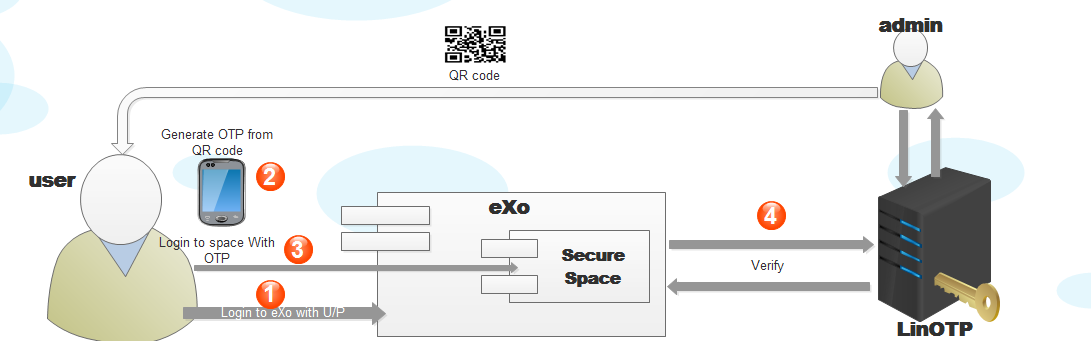 admin
QR code
Generate OTP from
QR code
2
user
eXo
4
Login to space With
OTP
3
Secure
Space
Verify
1
Login to eXo with U/P
LinOTP